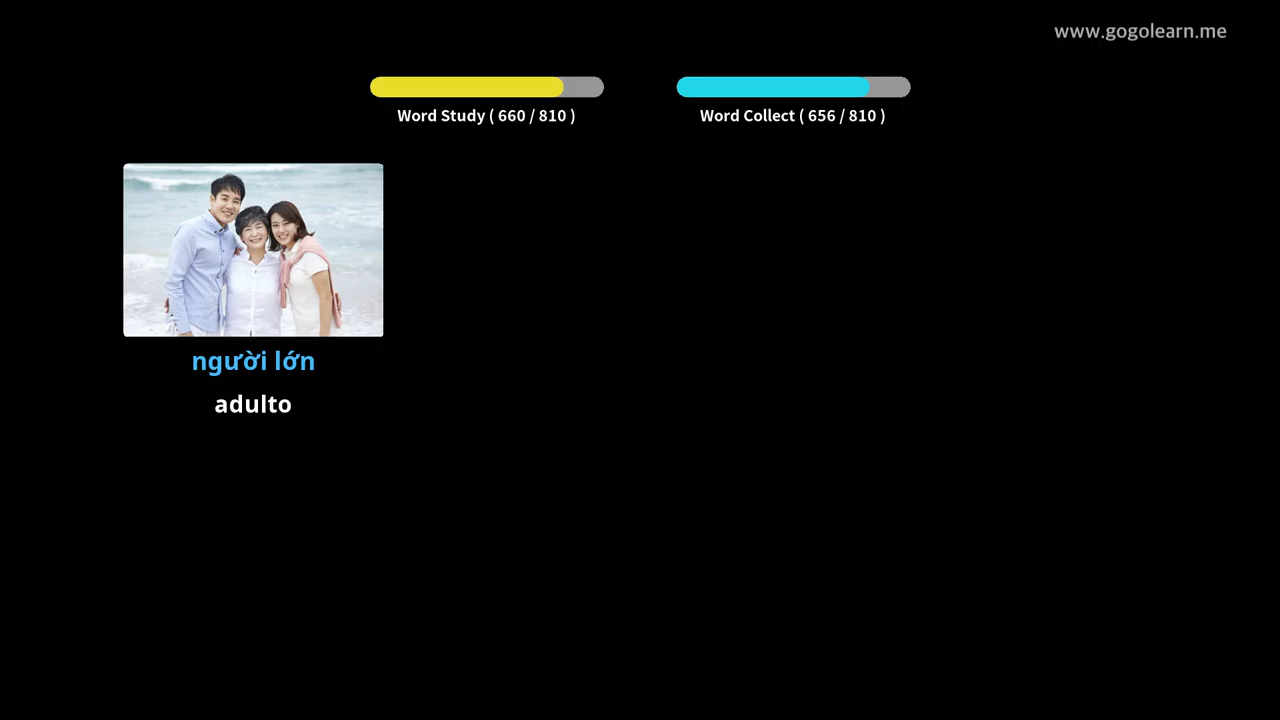 www.gogolearn.me
Word Study ( 660 / 810 )
Word Collect ( 656 / 810 )
người lớn
adulto